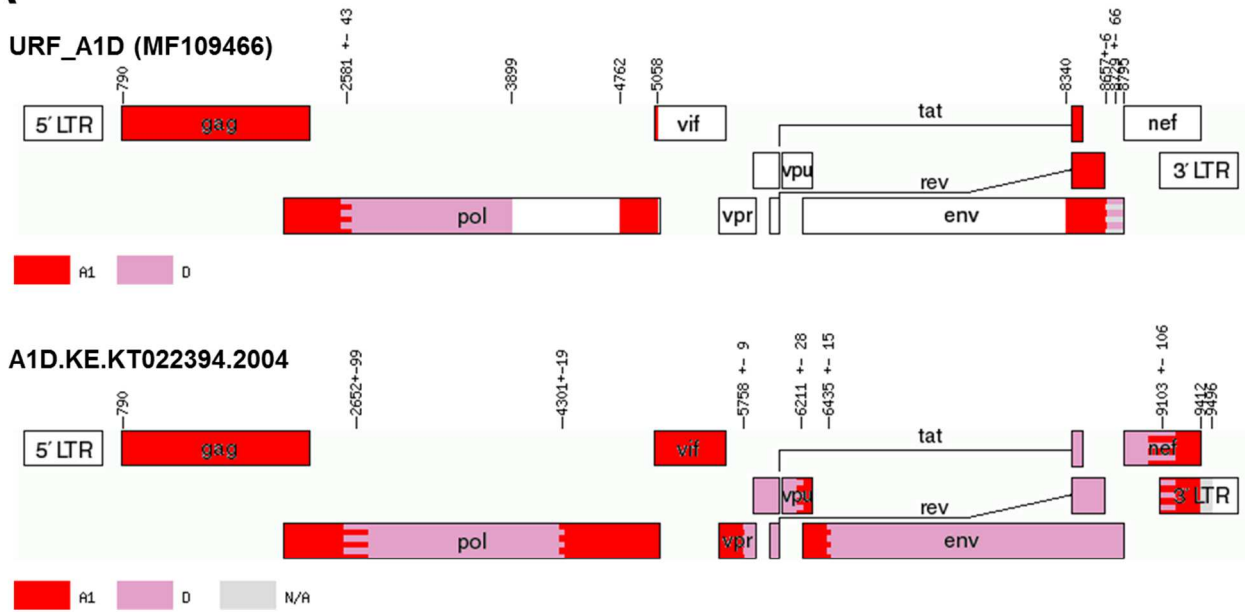 URF_A1D (MF109466)
790
2581 +- 43
3899
4762
5058
8340
8657+-6
8729 +- 66
8795
5′ LTR
gag
vif
tat
nef
vpu
rev
3′ LTR
pol
vpr
env
A1
D
A1D.KE.KT022394.2004
790
2652+-99
4301+-19
5758 +- 9
6211 +- 28
6435 +- 15
9103 +- 106
9412
9496
5′ LTR
gag
vif
tat
nef
vpu
rev
3′ LTR
pol
vpr
env
A1
D
N/A